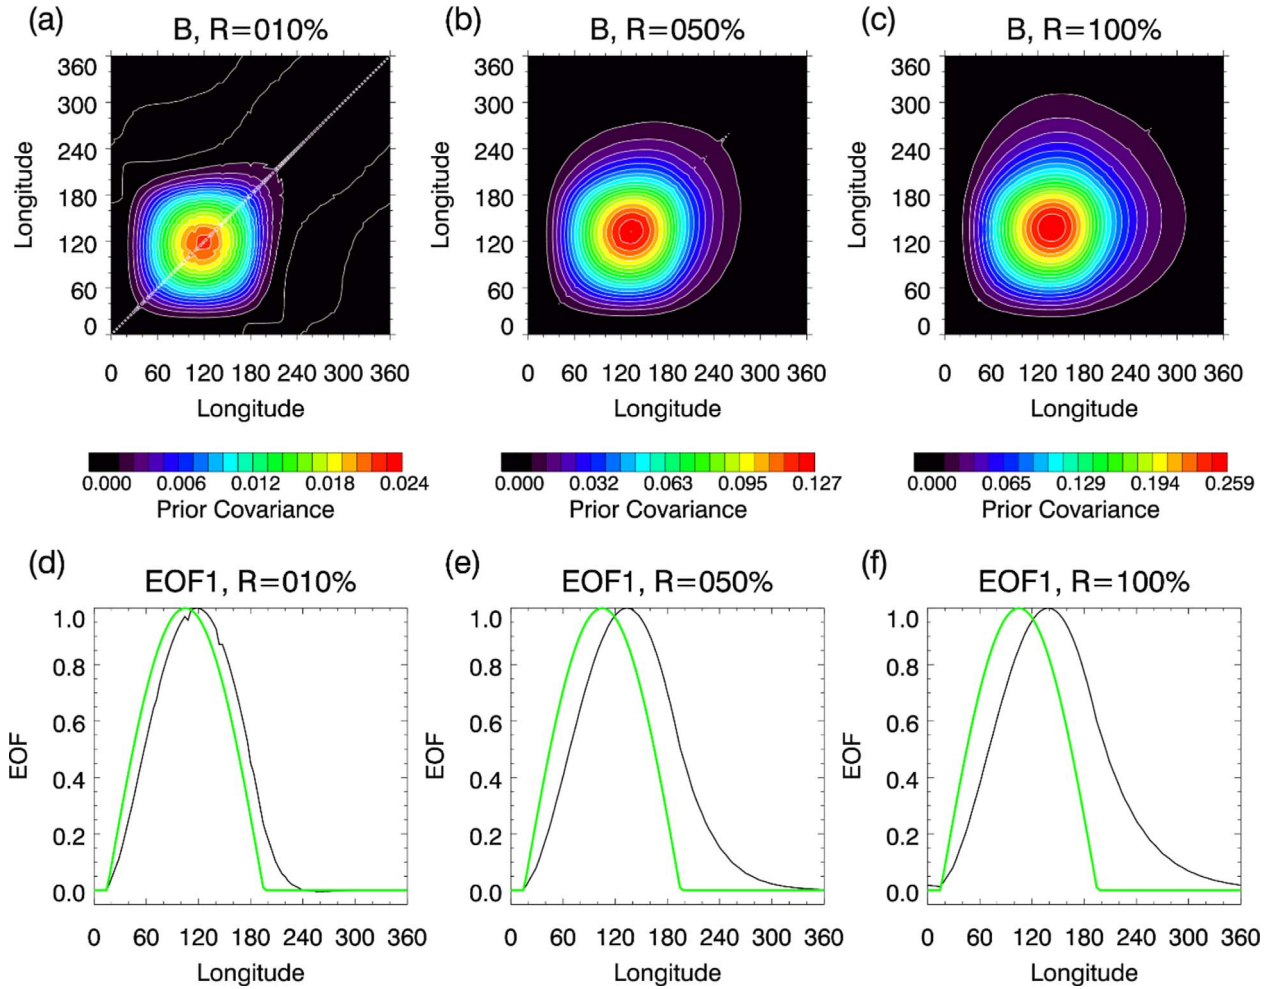 (a) (b) (c)
B, R=010% B, R=050% B, R=100%
360 360 360
300 300 300
240 240 240
180 180 180
120 120 120
60 60 60
0 0 0
Longitude Longitude Longitude
0 60 120 180 240 300 360 0 60 120 180 240 300 360 0 60 120 180 240 300 360
Longitude Longitude Longitude
0.000 0.006 0.012 0.018 0.024 0.000 0.032 0.063 0.095 0.127 0.000 0.065 0.129 0.194 0.259
Prior Covariance Prior Covariance Prior Covariance
(d) (e) (f)
EOF1, R=010% EOF1, R=050% EOF1, R=100%
1.0 1.0 1.0
0.8 0.8 0.8
0.6 0.6 0.6
0.4 0.4 0.4
0.2 0.2 0.2
0.0 0.0 0.0
EOF EOF EOF
0 60 120 180 240 300 360 0 60 120 180 240 300 360 0 60 120 180 240 300 360
Longitude Longitude Longitude